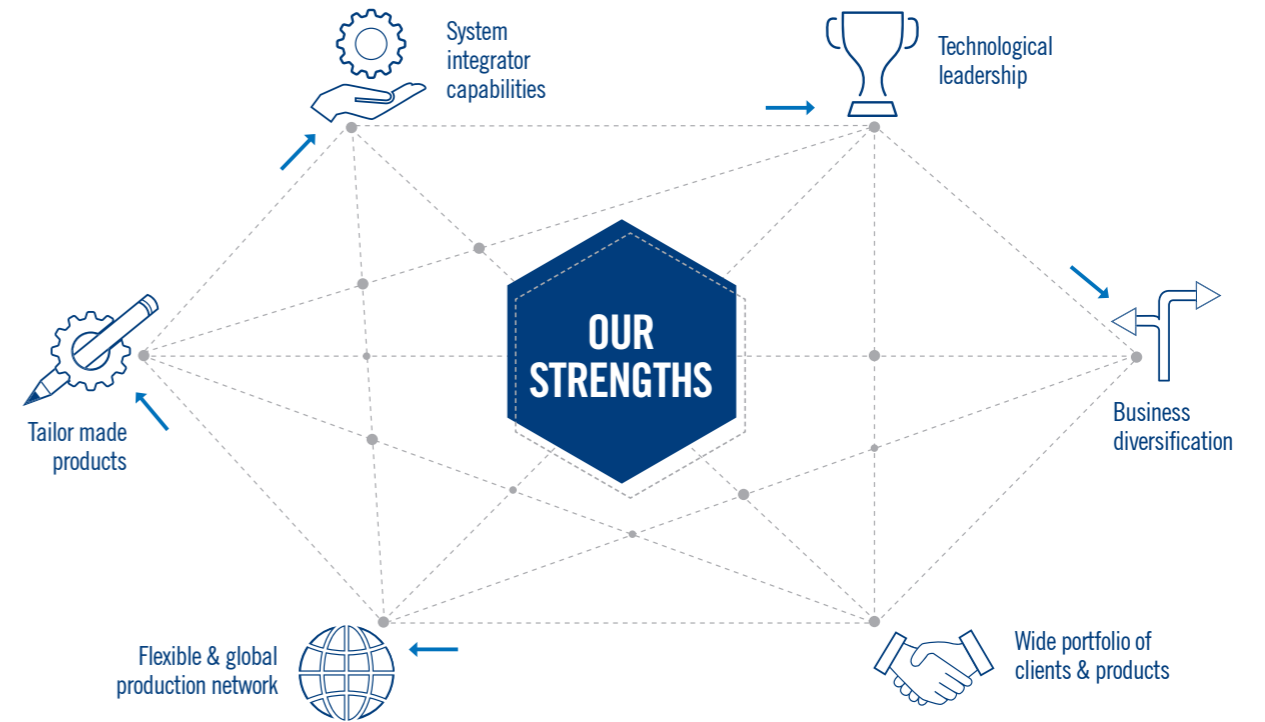 System
integrator
capabilities
Technological
leadership
OUR
STRENGTHS
Tailor made
products
Business
diversification
Flexible & global
production network
Wide portfolio of
clients & products